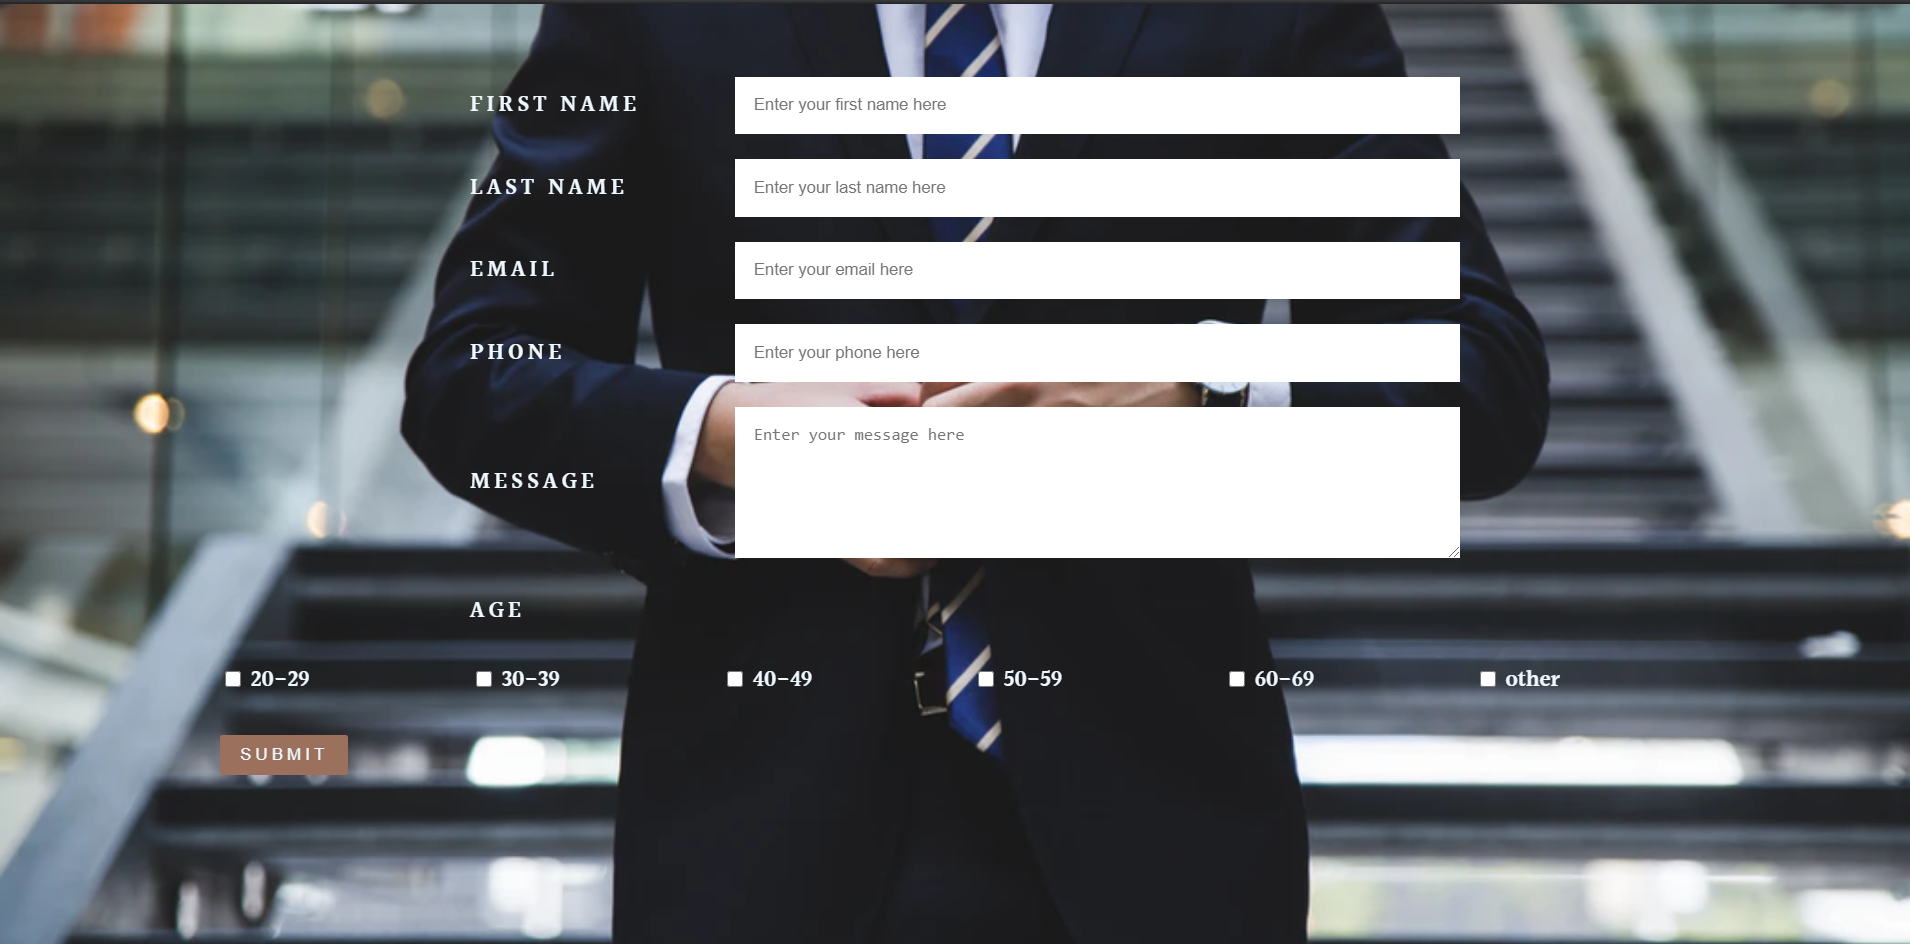 FIRST NAME Enter your first name here
LAST NAME Enter your last name here
EMAIL Enter your email here
PHONE Enter your phone here
Enter your message here
MESSAGE
AGE
20-29 30-39 40-49 50-59 60-69 other
SUBMIT